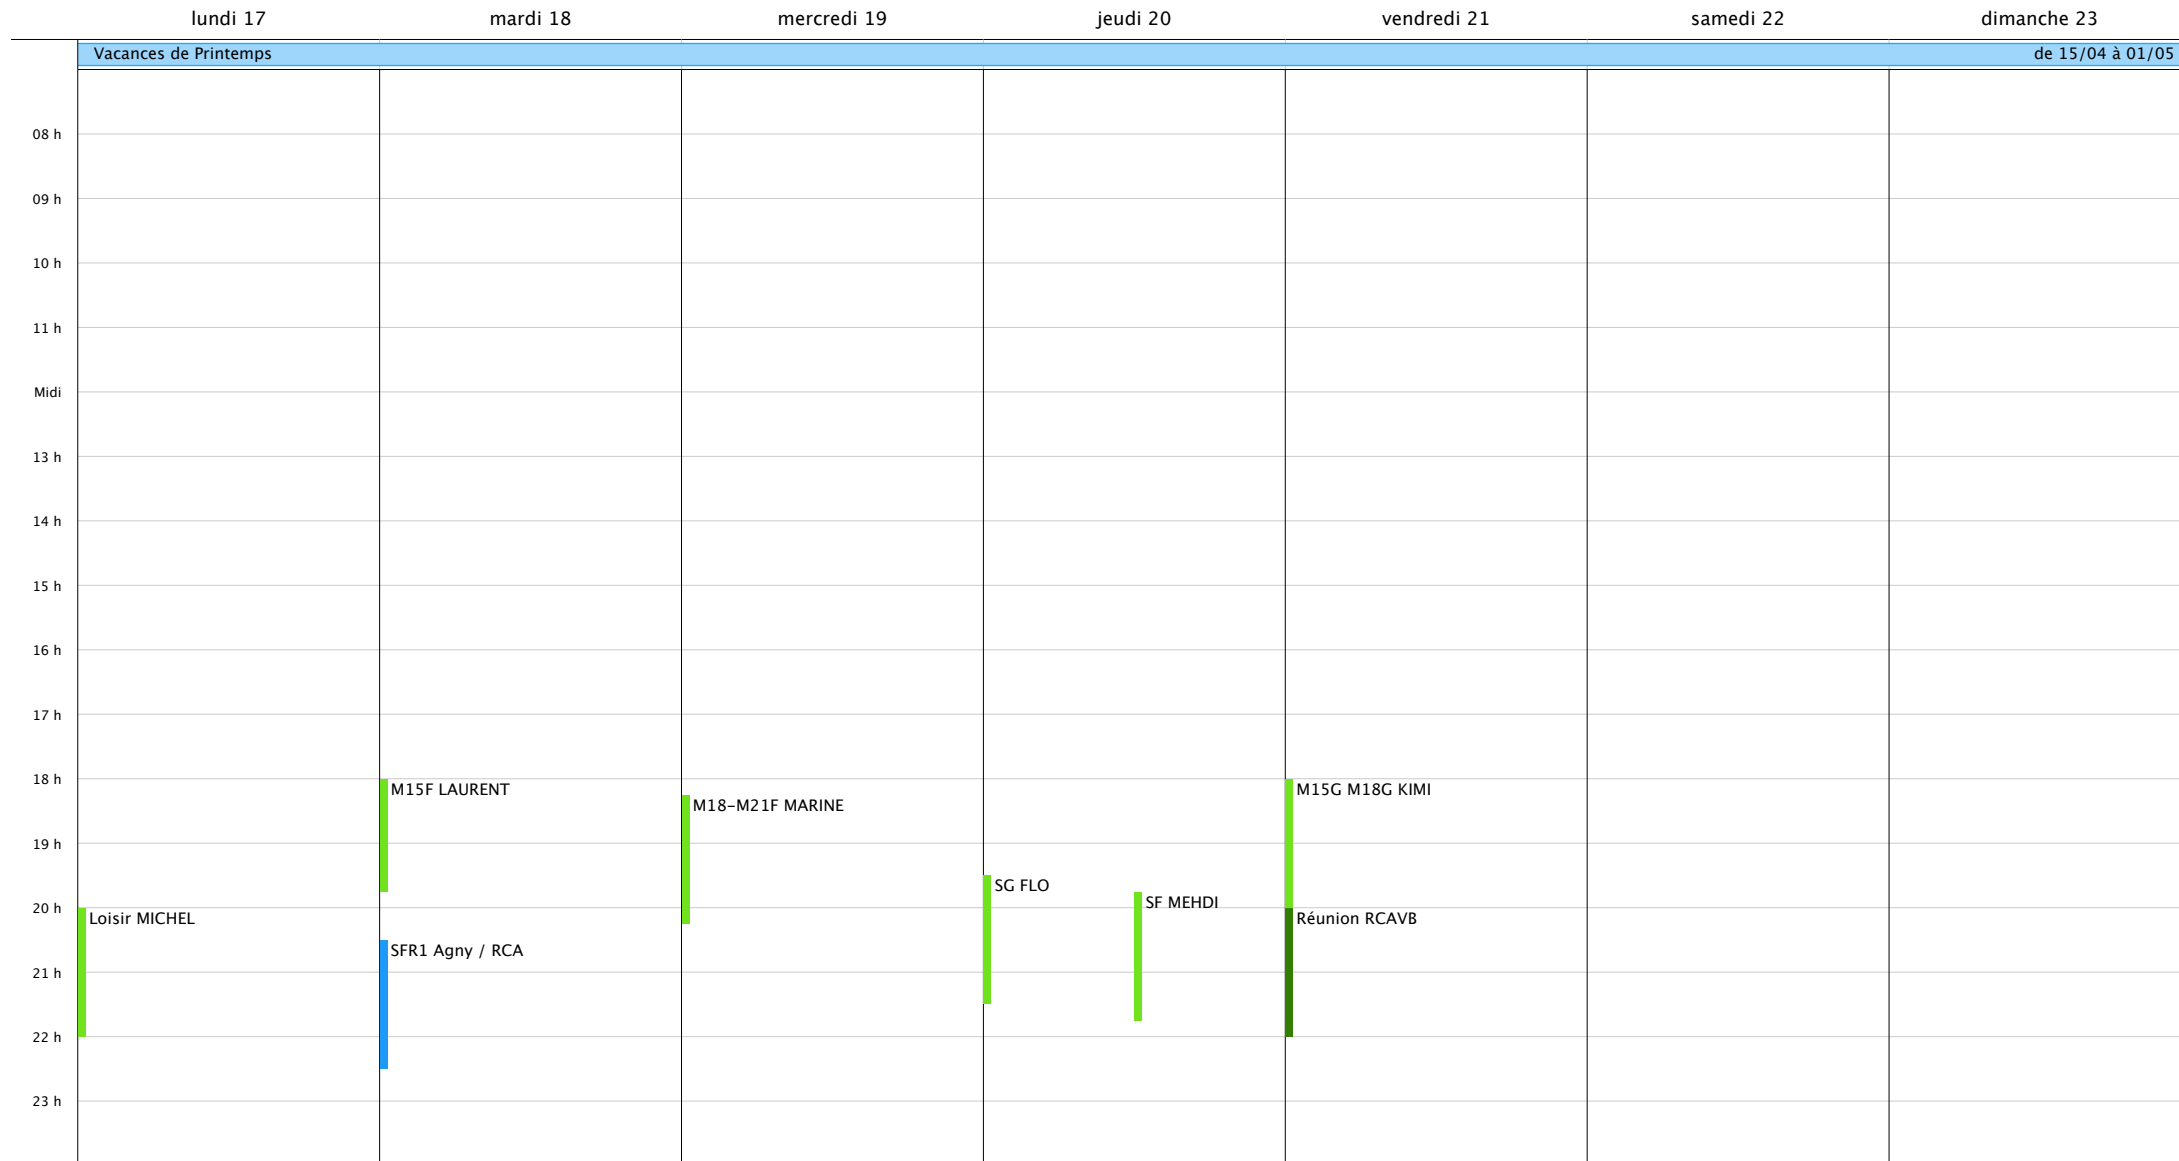 lundi 17
mardi 18
mercredi 19
jeudi 20
vendredi 21
samedi 22
dimanche 23
Vacances de Printemps
de 15/04 à 01/05
08 h
09 h
10 h
11 h
Midi
13 h
14 h
15 h
16 h
17 h
18 h
19 h
20 h
21 h
22 h
23 h
Loisir MICHEL
M15F LAURENT
SFR1 Agny / RCA
M18-M21F MARINE
SG FLO
SF MEHDI
M15G M18G KIMI
Réunion RCAVB